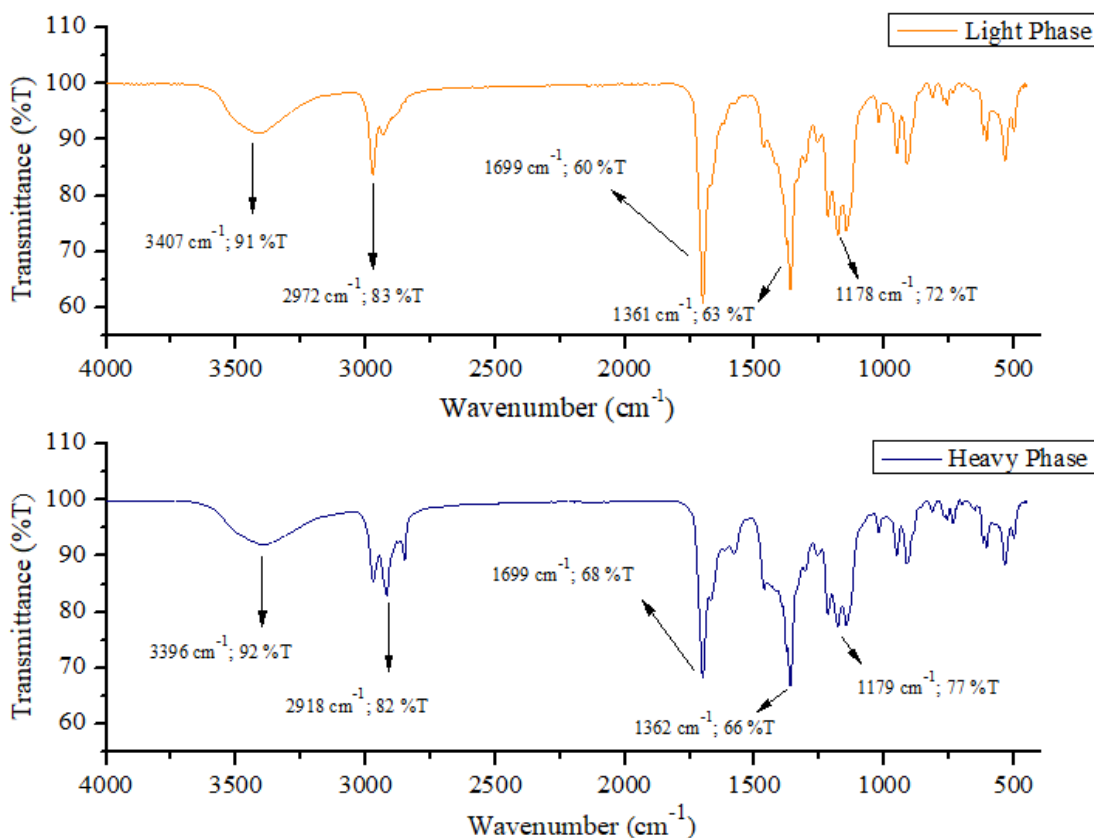 Light Phase
110
100
90
80
70
60
Transmittance (%T)
1699 cm⁻¹; 60 %T
3407 cm⁻¹; 91 %T
2972 cm⁻¹; 83 %T
1361 cm⁻¹; 63 %T
1178 cm⁻¹; 72 %T
4000 3500 3000 2500 2000 1500 1000 500
Wavenumber (cm⁻¹)
Heavy Phase
110
100
90
80
70
60
Transmittance (%T)
1699 cm⁻¹; 68 %T
3396 cm⁻¹; 92 %T
2918 cm⁻¹; 82 %T
1362 cm⁻¹; 66 %T
1179 cm⁻¹; 77 %T
4000 3500 3000 2500 2000 1500 1000 500
Wavenumber (cm⁻¹)